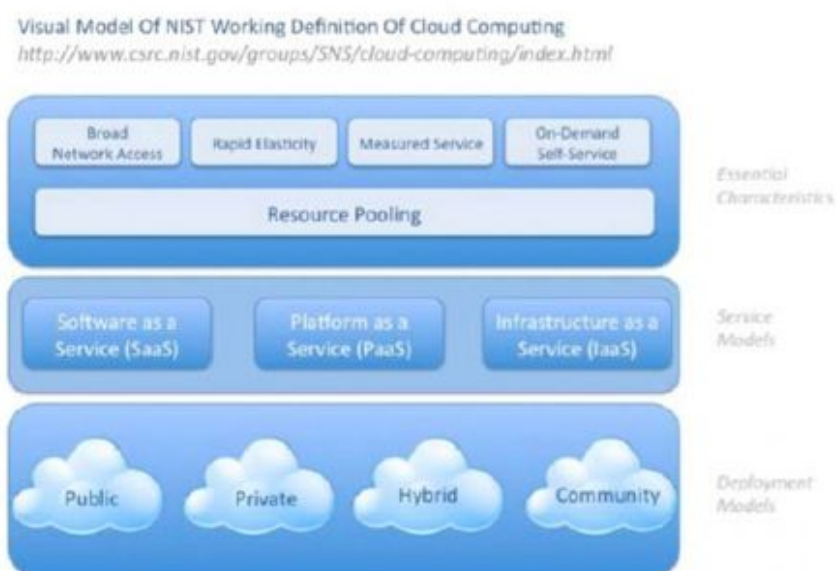 Visual Model Of NIST Working Definition Of Cloud Computing
http://www.csrc.nist.gov/groups/SNS/cloud-computing/index.html
Broad
Network Access
Rapid Elasticity
Measured Service
On-Demand
Self-Service
Resource Pooling
Essential
Characteristics
Software as a
Service (SaaS)
Platform as a
Service (PaaS)
Infrastructure as a
Service (IaaS)
Service
Models
Public
Private
Hybrid
Community
Deployment
Models